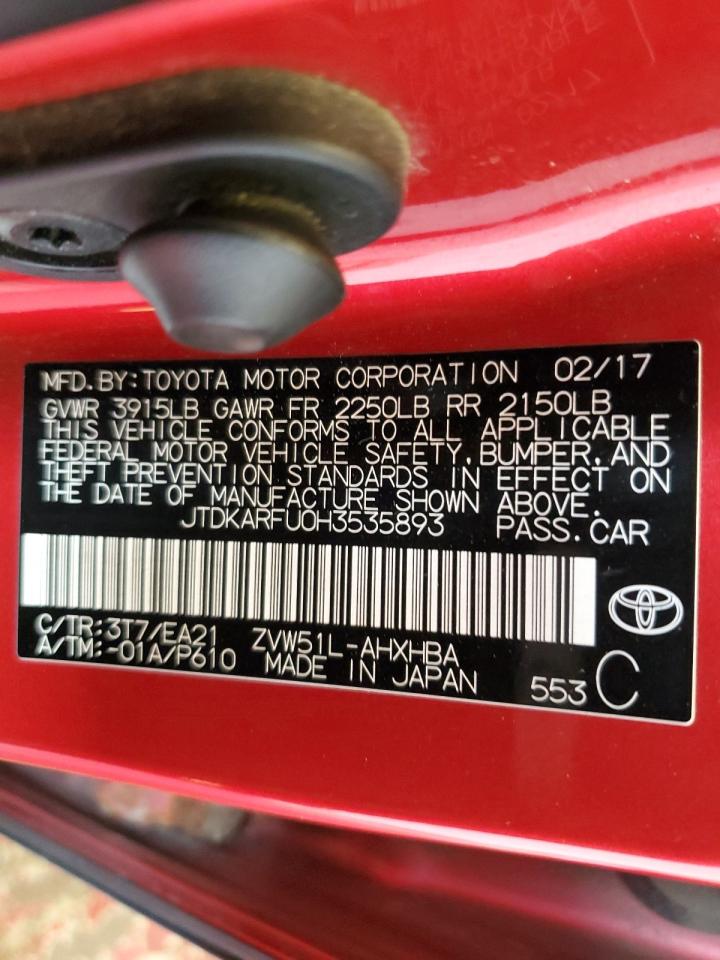 MFD. BY: TOYOTA MOTOR CORPORATION 02/17
GVWR 3915LB GAWR FR 2250LB RR 2150LB
THIS VEHICLE CONFORMS TO ALL APPLICABLE
FEDERAL MOTOR VEHICLE SAFETY, BUMPER, AND
THEFT PREVENTION STANDARDS IN EFFECT ON
THE DATE OF MANUFACTURE SHOWN ABOVE.
JTDKARFU0H3535893 PASS. CAR
C/TR: 3T7/EA21 ZVW51L-AHXHBA
A/TM: -01A/P610 MADE IN JAPAN
553 C